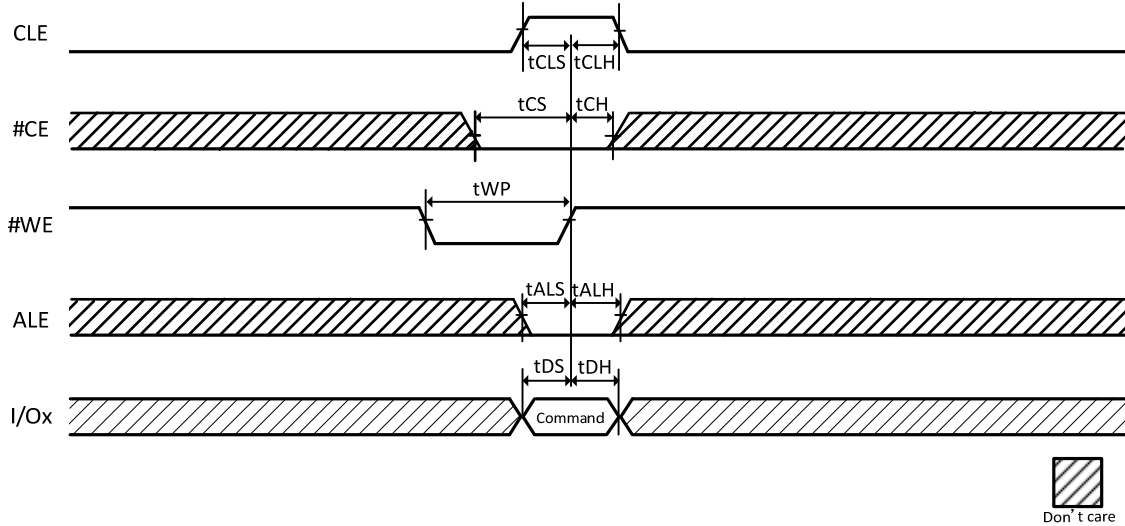 CLE
tCLS tCLH
#CE
tCS tCH
#WE
tWP
ALE
tALS tALH
I/Ox
tDS tDH
Command
Don't care